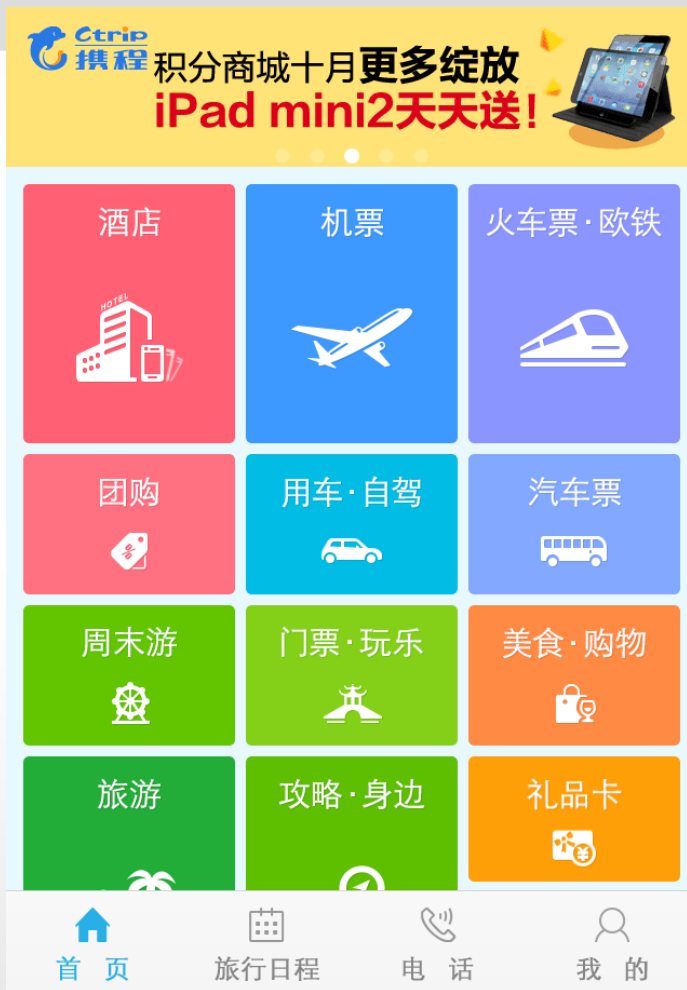 Ctrip
携程
积分商城十月更多绽放
iPad mini2天天送!
酒店
机票
火车票·欧铁
HOTEL
团购
用车·自驾
汽车票
%
周末游
门票·玩乐
美食·购物
旅游
攻略·身边
礼品卡
¥
首 页
旅行日程
电 话
我 的